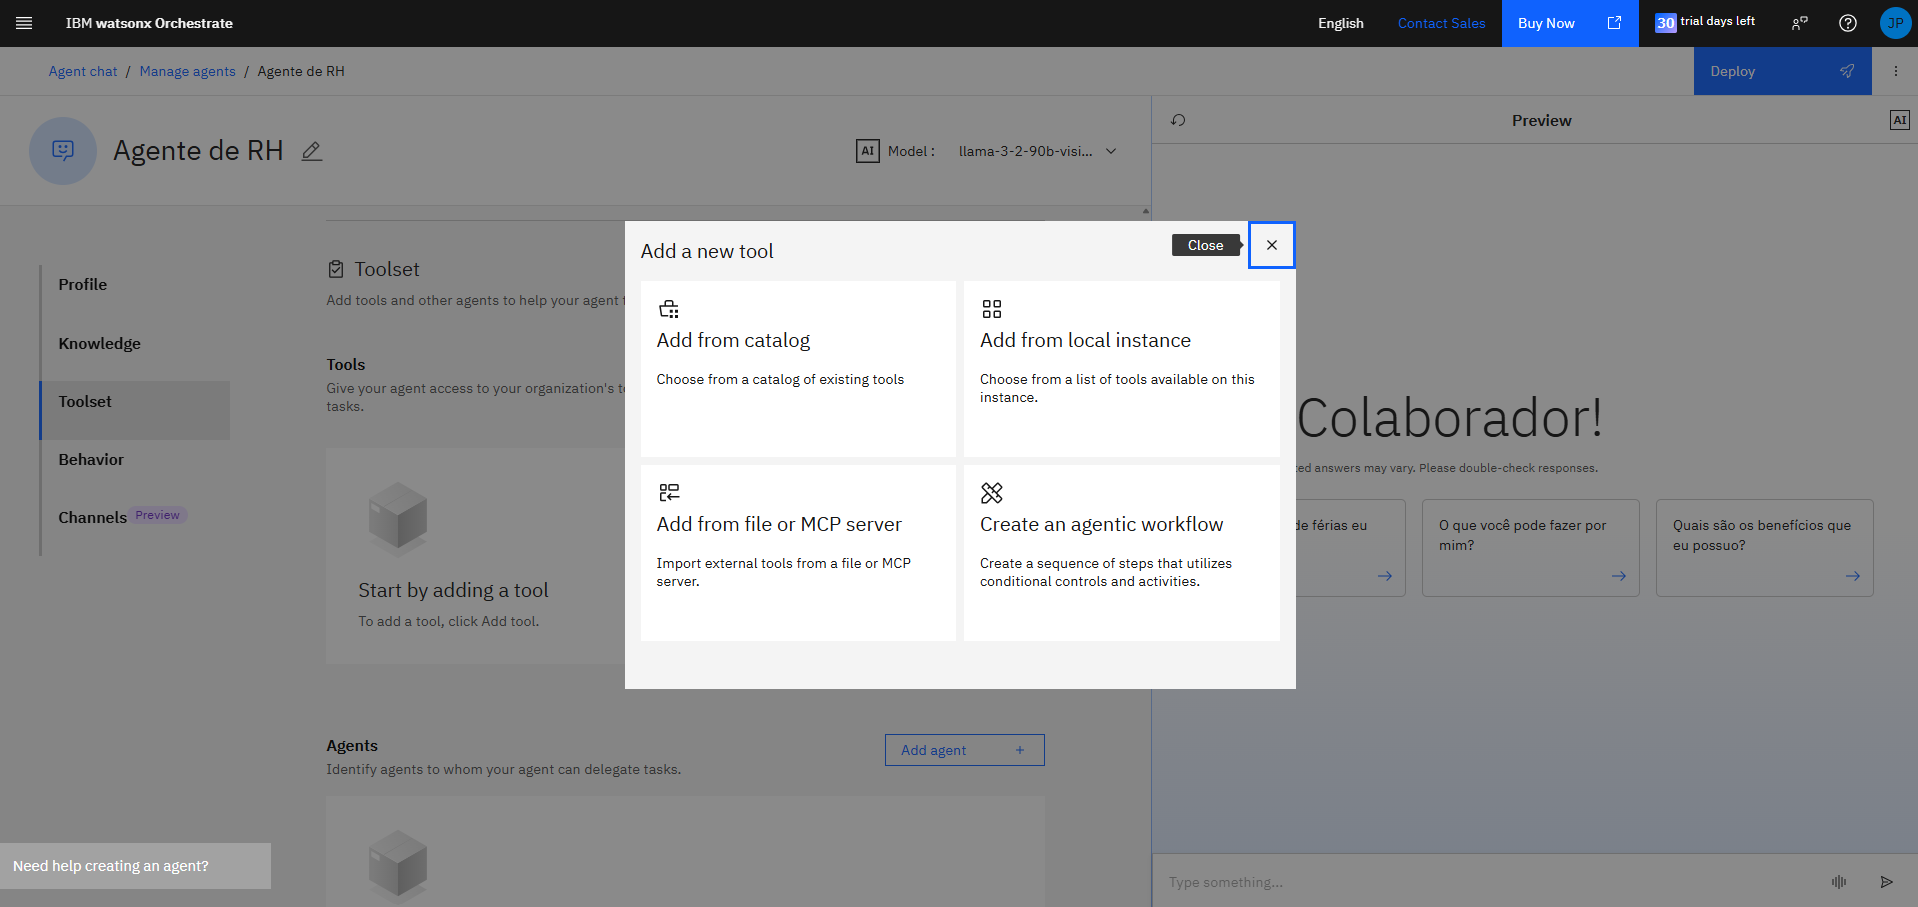 IBM watsonx Orchestrate
English
Contact Sales
Buy Now
30 trial days left
JP
Agent chat / Manage agents / Agente de RH
Deploy
Agente de RH
AI Model : llama-3-2-90b-visi...
Preview
AI
Profile
Knowledge
Toolset
Behavior
Channels Preview
Toolset
Add tools and other agents to help your agent
Tools
Give your agent access to your organization's
tasks.
Start by adding a tool
To add a tool, click Add tool.
Agents
Identify agents to whom your agent can delegate tasks.
Add agent +
Add a new tool
Close
Add from catalog
Choose from a catalog of existing tools
Add from local instance
Choose from a list of tools available on this
instance.
Add from file or MCP server
Import external tools from a file or MCP
server.
Create an agentic workflow
Create a sequence of steps that utilizes
conditional controls and activities.
Colaborador!
answers may vary. Please double-check responses.
de férias eu
O que você pode fazer por
mim?
Quais são os benefícios que
eu possuo?
Need help creating an agent?
Type something...